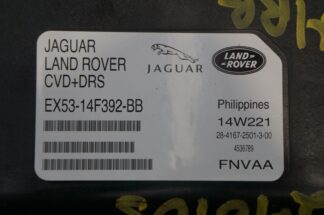 JAGUAR
LAND ROVER
CVD+DRS
EX53-14F392-BB
JAGUAR
LAND-
ROVER
Philippines
14W221
28-4167-2501-3-00
4536789
FNVAA